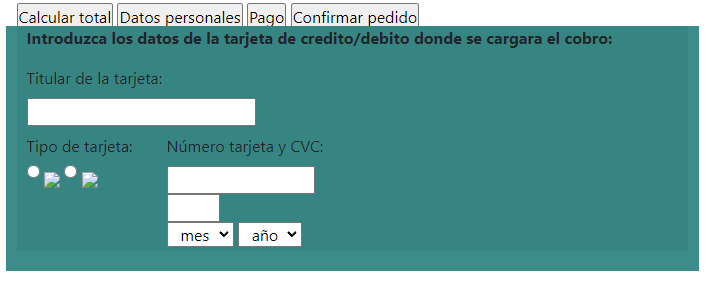 Calcular total Datos personales Pago Confirmar pedido
Introduzca los datos de la tarjeta de credito/debito donde se cargara el cobro:
Titular de la tarjeta:
Tipo de tarjeta: Número tarjeta y CVC:
mes año